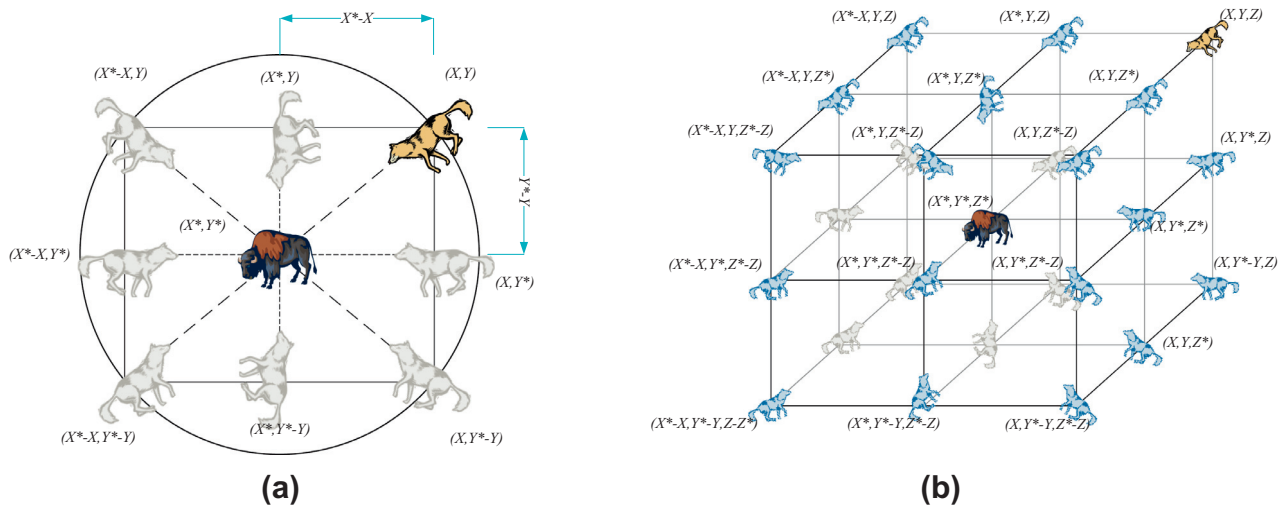 X*-X
(X*-X,Y)
(X*,Y)
(X,Y)
Y*-Y
(X*,Y*)
(X*-X,Y*)
(X,Y*)
(X*-X,Y*-Y)
(X*,Y*-Y)
(X,Y*-Y)
(a)
(X*-X,Y,Z)
(X*,Y,Z)
(X,Y,Z)
(X*-X,Y,Z*)
(X*,Y,Z*)
(X,Y,Z*)
(X*-X,Y,Z*-Z)
(X*,Y,Z*-Z)
(X,Y,Z*-Z)
(X,Y*,Z)
(X*,Y*,Z*)
(X,Y*,Z*)
(X*-X,Y*,Z*-Z)
(X*,Y*,Z*-Z)
(X,Y*,Z*-Z)
(X,Y*-Y,Z)
(X,Y,Z*)
(X*-X,Y*-Y,Z-Z*)
(X*,Y*-Y,Z*-Z)
(X,Y*-Y,Z*-Z)
(b)